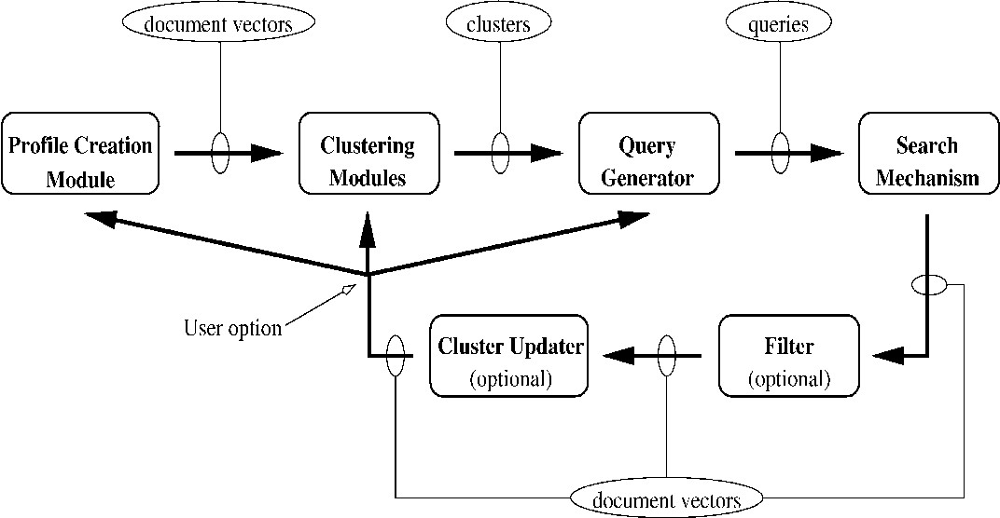 document vectors
clusters
queries
Profile Creation
Module
Clustering
Modules
Query
Generator
Search
Mechanism
User option
Cluster Updater
(optional)
Filter
(optional)
document vectors